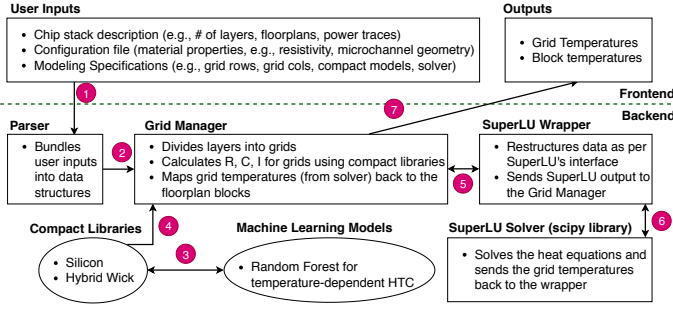 User Inputs
• Chip stack description (e.g., # of layers, floorplans, power traces)
• Configuration file (material properties, e.g., resistivity, microchannel geometry)
• Modeling Specifications (e.g., grid rows, grid cols, compact models, solver)
Outputs
• Grid Temperatures
• Block temperatures
1
7
Frontend
Backend
Parser
• Bundles
user inputs
into data
structures
2
Grid Manager
• Divides layers into grids
• Calculates R, C, I for grids using compact libraries
• Maps grid temperatures (from solver) back to the
floorplan blocks
5
SuperLU Wrapper
• Restructures data as per
SuperLU's interface
• Sends SuperLU output to
the Grid Manager
4
6
Compact Libraries
• Silicon
• Hybrid Wick
3
Machine Learning Models
• Random Forest for
temperature-dependent HTC
SuperLU Solver (scipy library)
• Solves the heat equations and
sends the grid temperatures
back to the wrapper